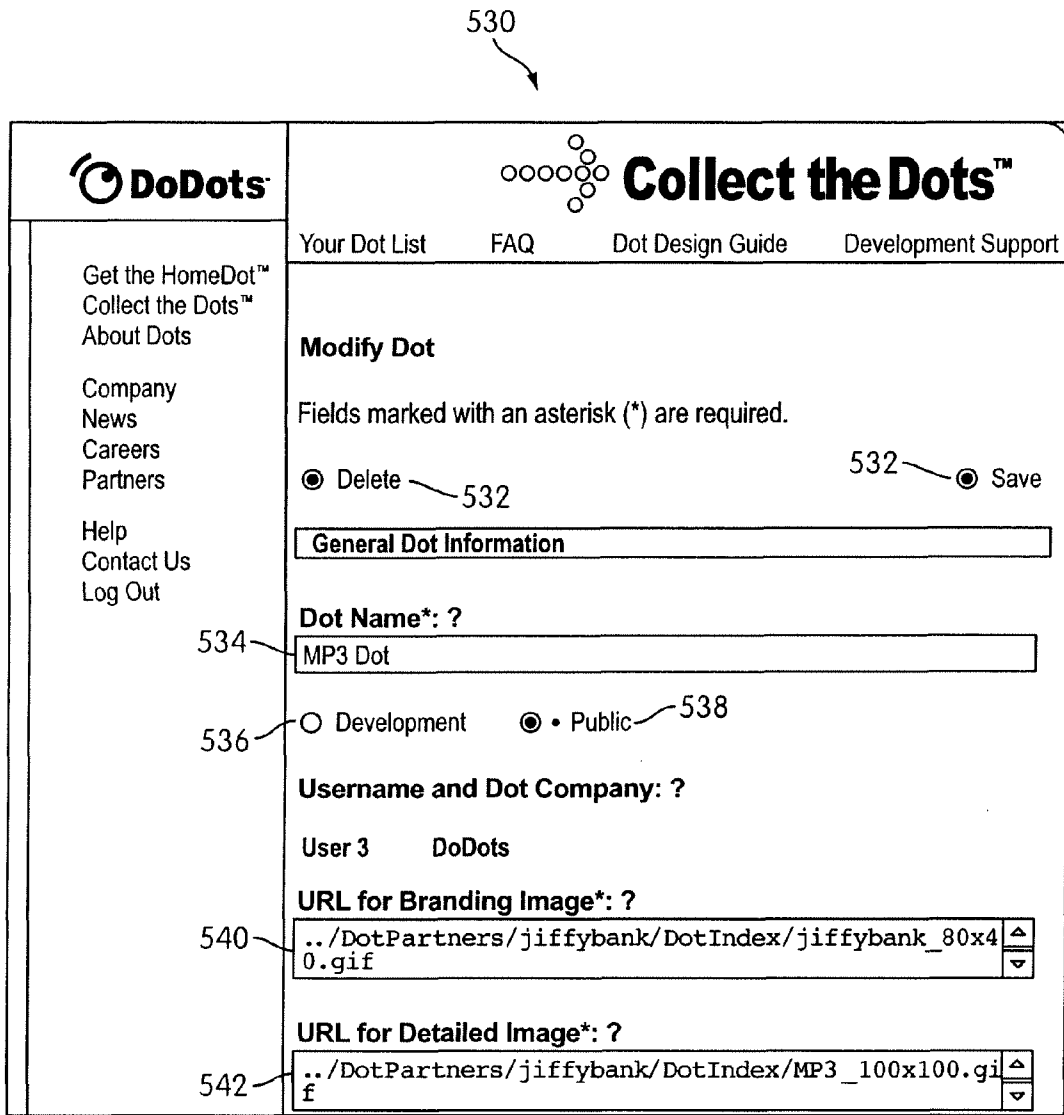 530
DoDots
Collect the Dots™
Your Dot List FAQ Dot Design Guide Development Support
Get the HomeDot™
Collect the Dots™
About Dots
Company
News
Careers
Partners
Help
Contact Us
Log Out
Modify Dot
Fields marked with an asterisk (*) are required.
Delete 532 532 Save
General Dot Information
Dot Name*: ?
534 MP3 Dot
536 Development • Public 538
Username and Dot Company: ?
User 3 DoDots
URL for Branding Image*: ?
540 ../DotPartners/jiffybank/DotIndex/jiffybank_80x4
0.gif
URL for Detailed Image*: ?
542 ../DotPartners/jiffybank/DotIndex/MP3_100x100.gi
f